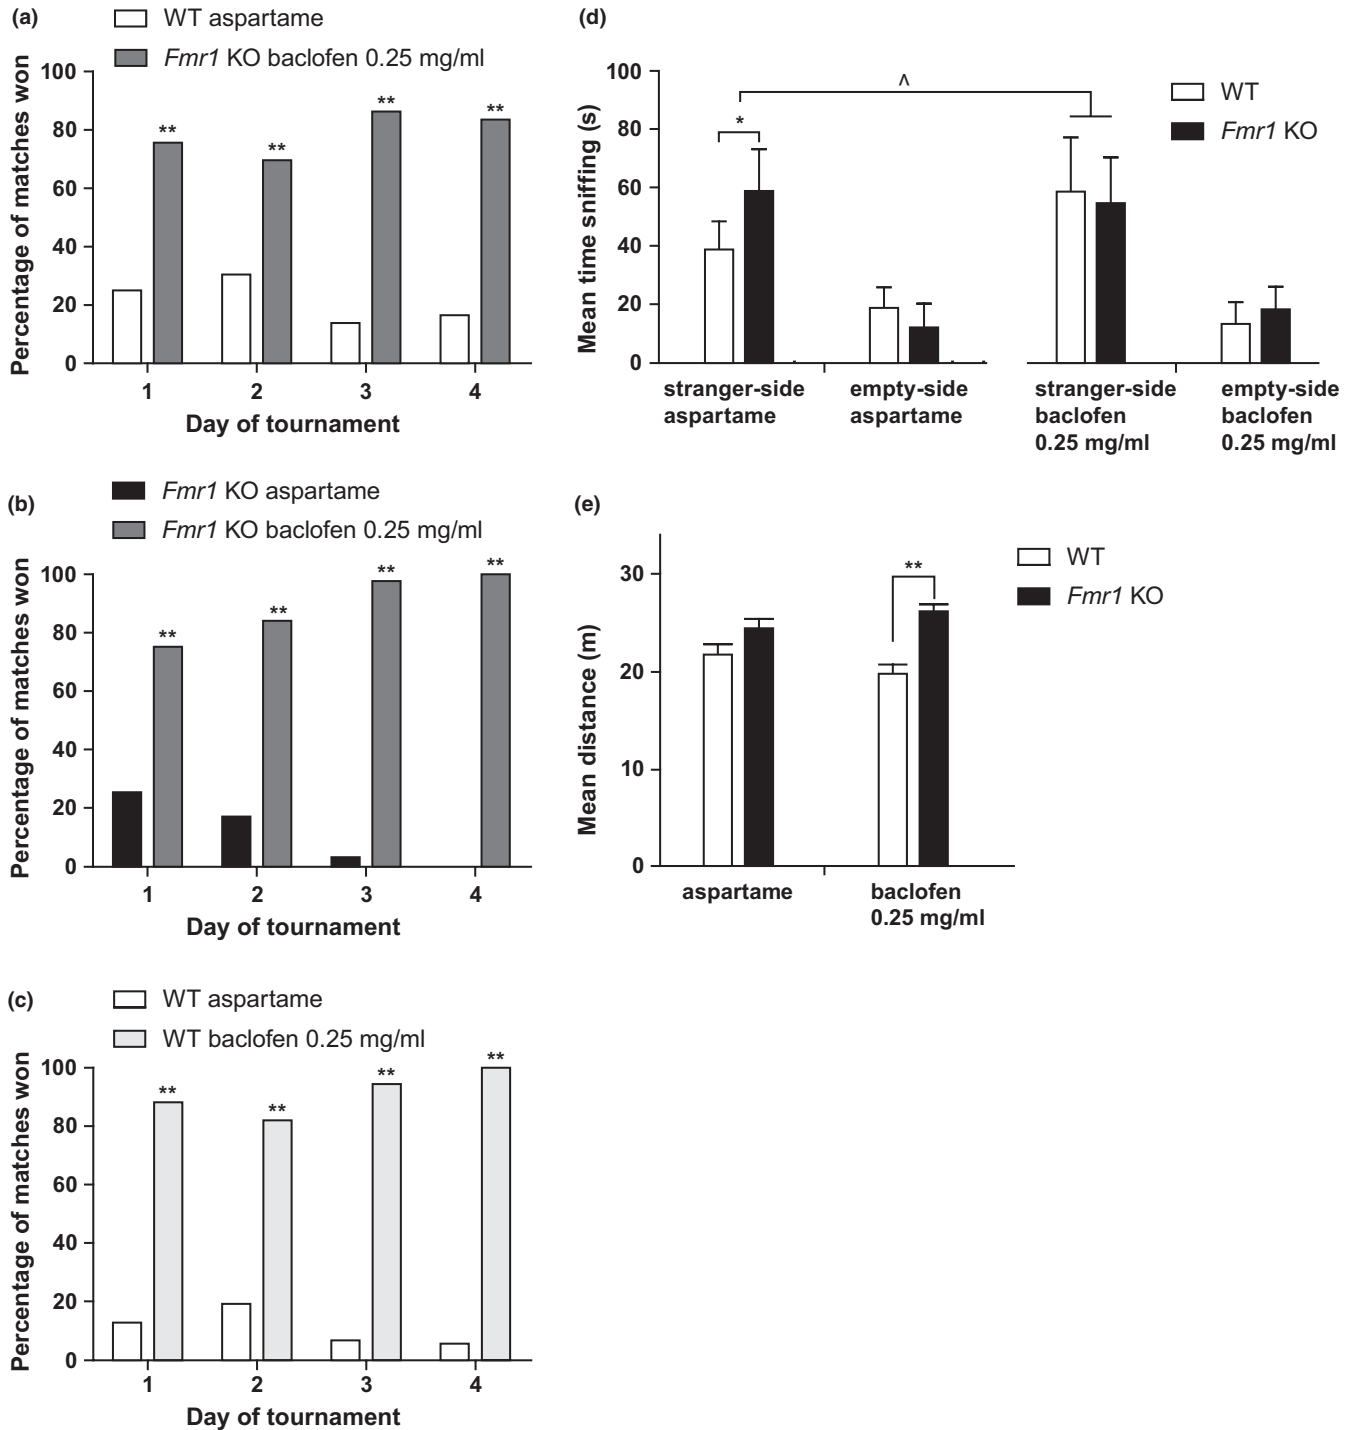 (a)
WT aspartame
Fmr1 KO baclofen 0.25 mg/ml
Percentage of matches won
100
80
60
40
20
0
** ** ** **
1 2 3 4
Day of tournament
(b)
Fmr1 KO aspartame
Fmr1 KO baclofen 0.25 mg/ml
Percentage of matches won
100
80
60
40
20
0
** ** ** **
1 2 3 4
Day of tournament
(c)
WT aspartame
WT baclofen 0.25 mg/ml
Percentage of matches won
100
80
60
40
20
0
** ** ** **
1 2 3 4
Day of tournament
(d)
WT
Fmr1 KO
Mean time sniffing (s)
100
80
60
40
20
0
^
*
stranger-side
aspartame
empty-side
aspartame
stranger-side
baclofen
0.25 mg/ml
empty-side
baclofen
0.25 mg/ml
(e)
WT
Fmr1 KO
Mean distance (m)
30
20
10
0
**
aspartame
baclofen
0.25 mg/ml